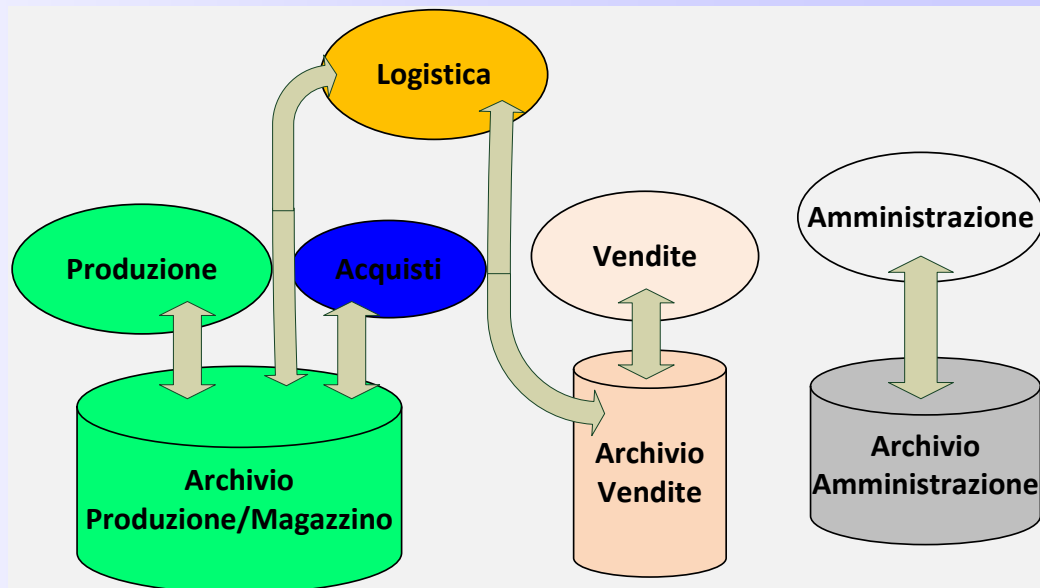 Logistica
Produzione
Acquisti
Vendite
Amministrazione
Archivio
Produzione/Magazzino
Archivio
Vendite
Archivio
Amministrazione